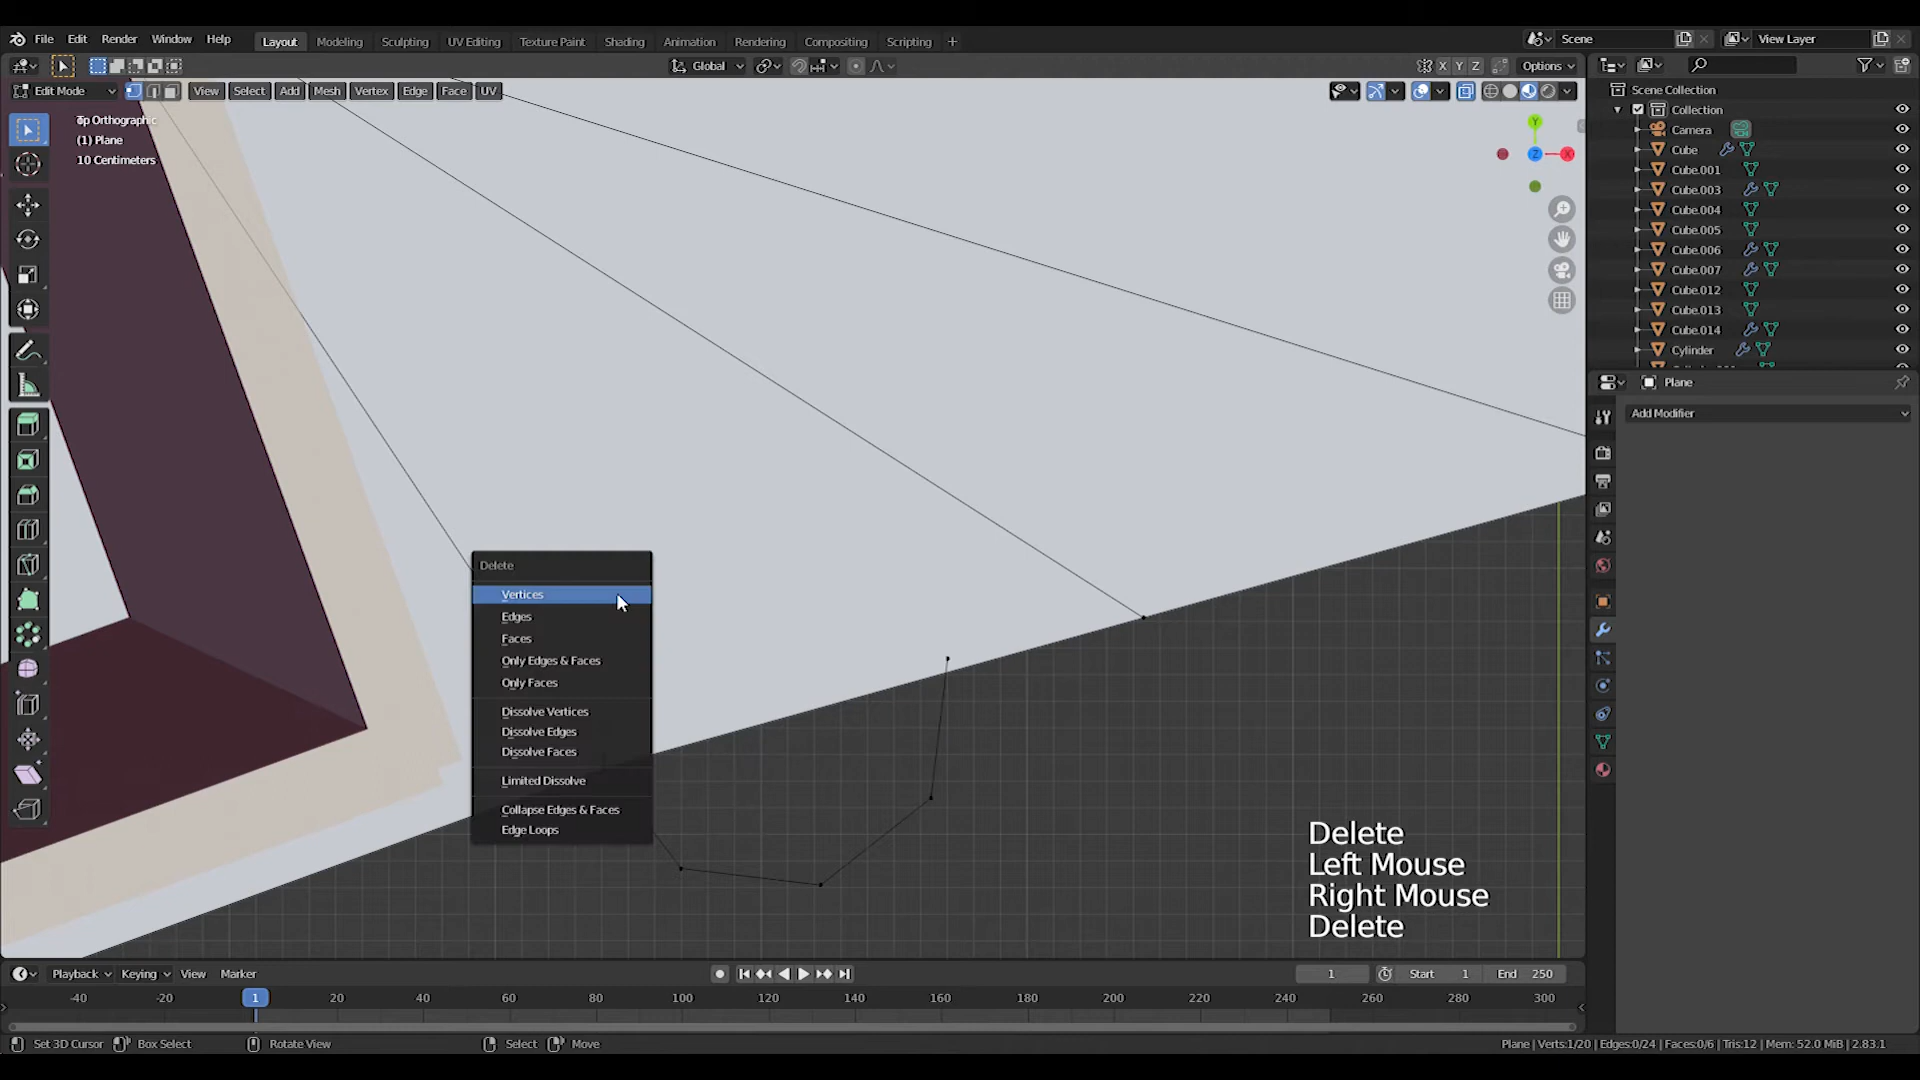 File Edit Render Window Help
Layout Modeling Sculpting UV Editing Texture Paint Shading Animation Rendering Compositing Scripting +
Scene
View Layer
Global
X Y Z
Options
Edit Mode
View Select Add Mesh Vertex Edge Face UV
Top Orthographic
(1) Plane
10 Centimeters
Y
Z
X
Scene Collection
Collection
Camera
Cube
Cube.001
Cube.003
Cube.004
Cube.005
Cube.006
Cube.007
Cube.012
Cube.013
Cube.014
Cylinder
Plane
Add Modifier
Delete
Vertices
Edges
Faces
Only Edges & Faces
Only Faces
Dissolve Vertices
Dissolve Edges
Dissolve Faces
Limited Dissolve
Collapse Edges & Faces
Edge Loops
Delete
Left Mouse
Right Mouse
Delete
Playback Keying View Marker
1
Start 1
End 250
-40 -20 1 20 40 60 80 100 120 140 160 180 200 220 240 260 280 300
Set 3D Cursor Box Select Rotate View Select Move
Plane | Verts:1/20 | Edges:0/24 | Faces:0/6 | Tris:12 | Mem: 52.0 MiB | 2.83.1